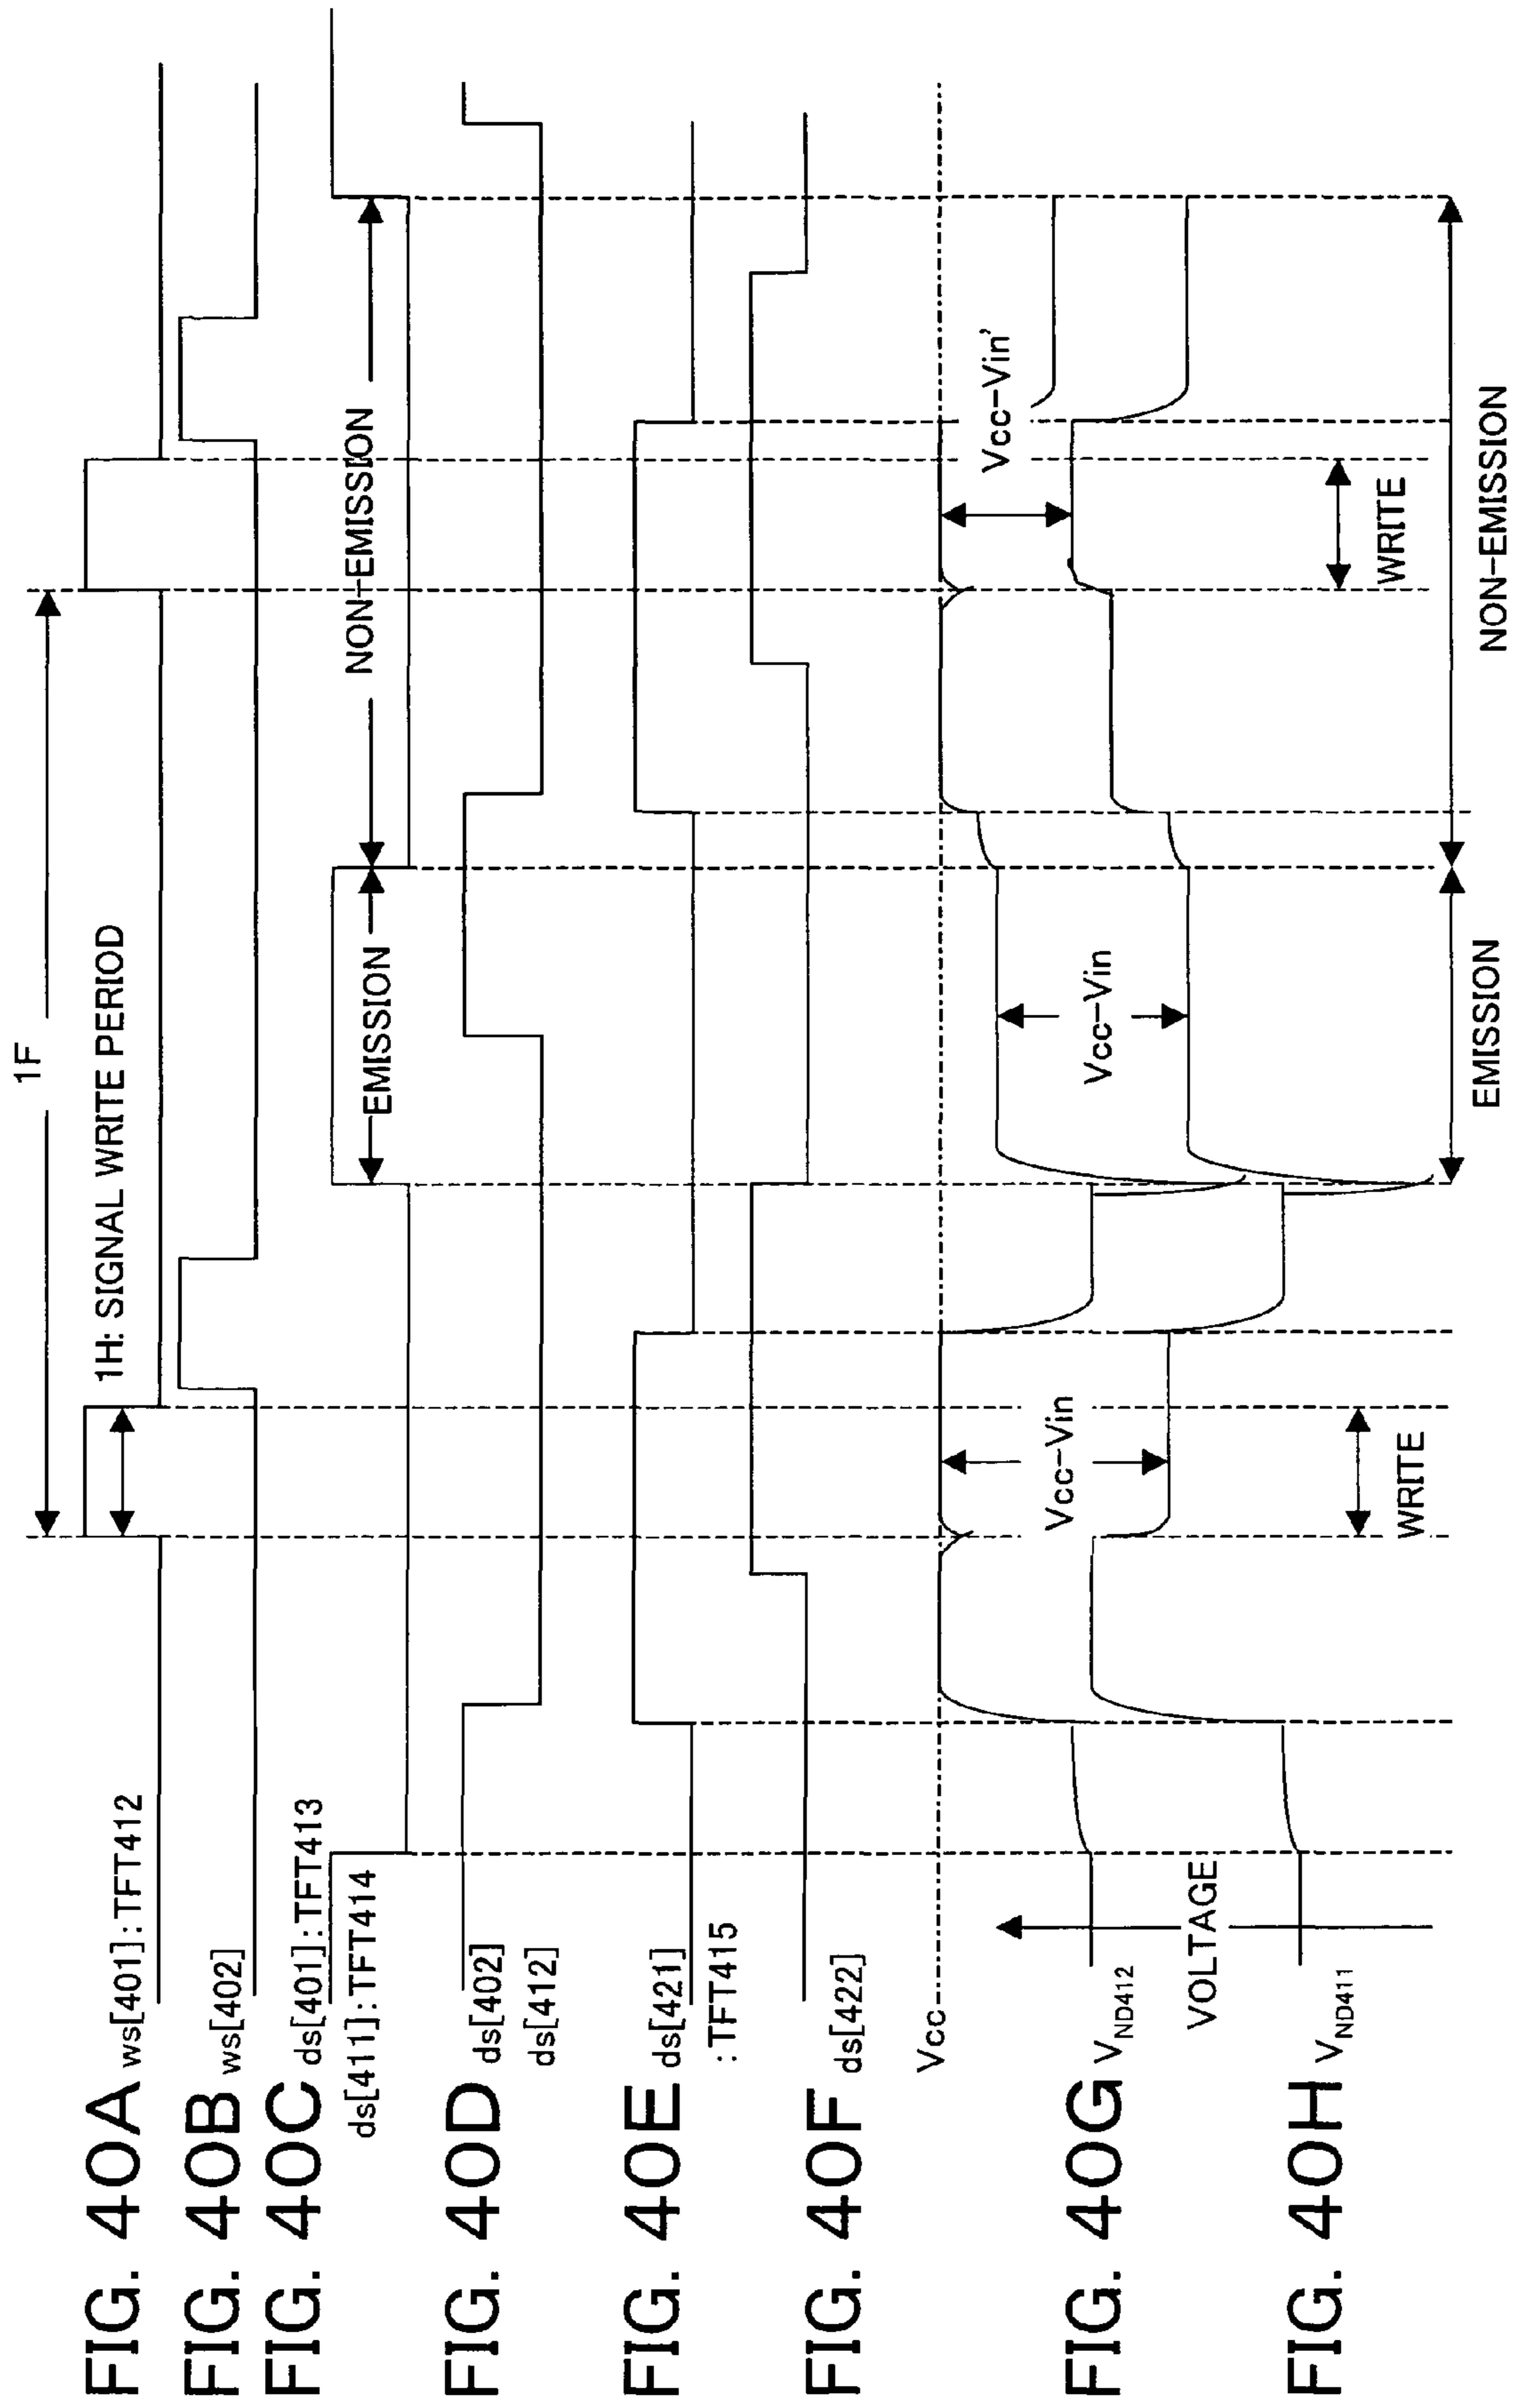 1F
1H: SIGNAL WRITE PERIOD
FIG. 40A ws[401]:TFT412
FIG. 40B ws[402]
FIG. 40C ds[401]:TFT413
ds[411]:TFT414
EMISSION
NON-EMISSION
FIG. 40D ds[402]
ds[412]
FIG. 40E ds[421]
:TFT415
FIG. 40F ds[422]
Vcc
Vcc-Vin
Vcc-Vin
Vcc-Vin'
FIG. 40G VND412
VOLTAGE
FIG. 40H VND411
WRITE
WRITE
EMISSION
NON-EMISSION